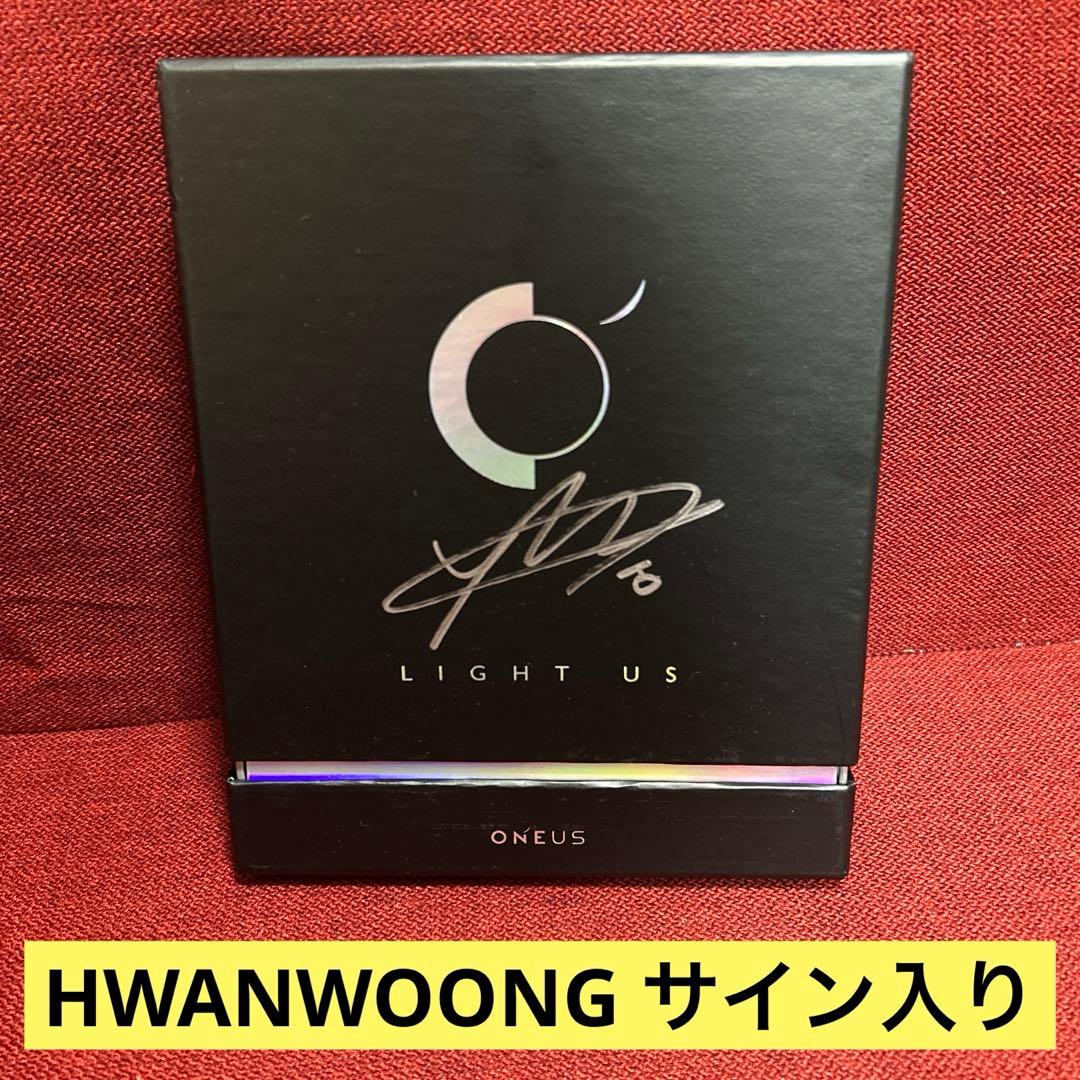 LIGHT US
ONEUS
HWANWOONG サイン入り